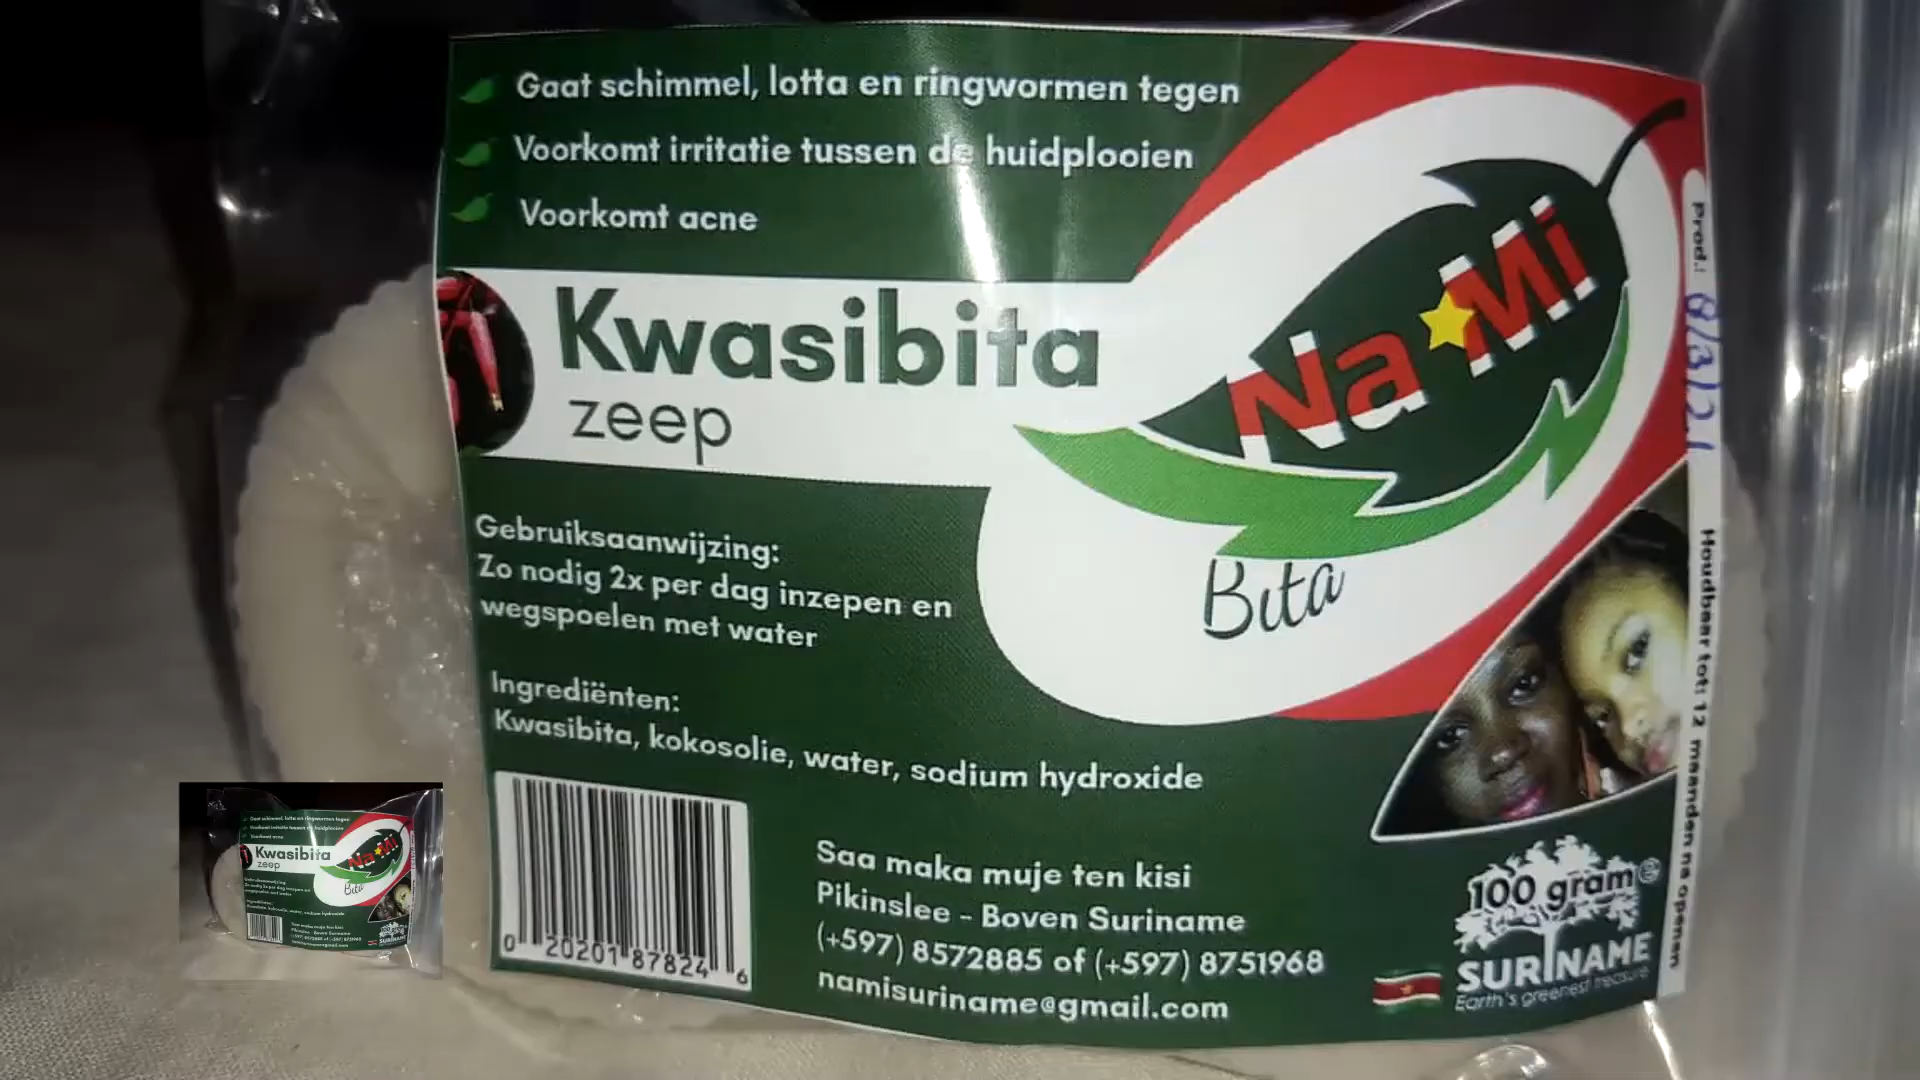 Gaat schimmel, lotta en ringwormen tegen
Voorkomt irritatie tussen de huidplooien
Voorkomt acne
Kwasibita
zeep
Na Mi
Bita
Gebruiksaanwijzing:
Zo nodig 2x per dag inzepen en
wegspoelen met water
Ingrediënten:
Kwasibita, kokosolie, water, sodium hydroxide
0 20201 87824 6
Saa maka muje ten kisi
Pikinslee - Boven Suriname
(+597) 8572885 of (+597) 8751968
namisuriname@gmail.com
100 gram
SURINAME
Earth's greenest treasure
Prod.: 8/3/21
Houdbaar tot: 12 maanden na openen